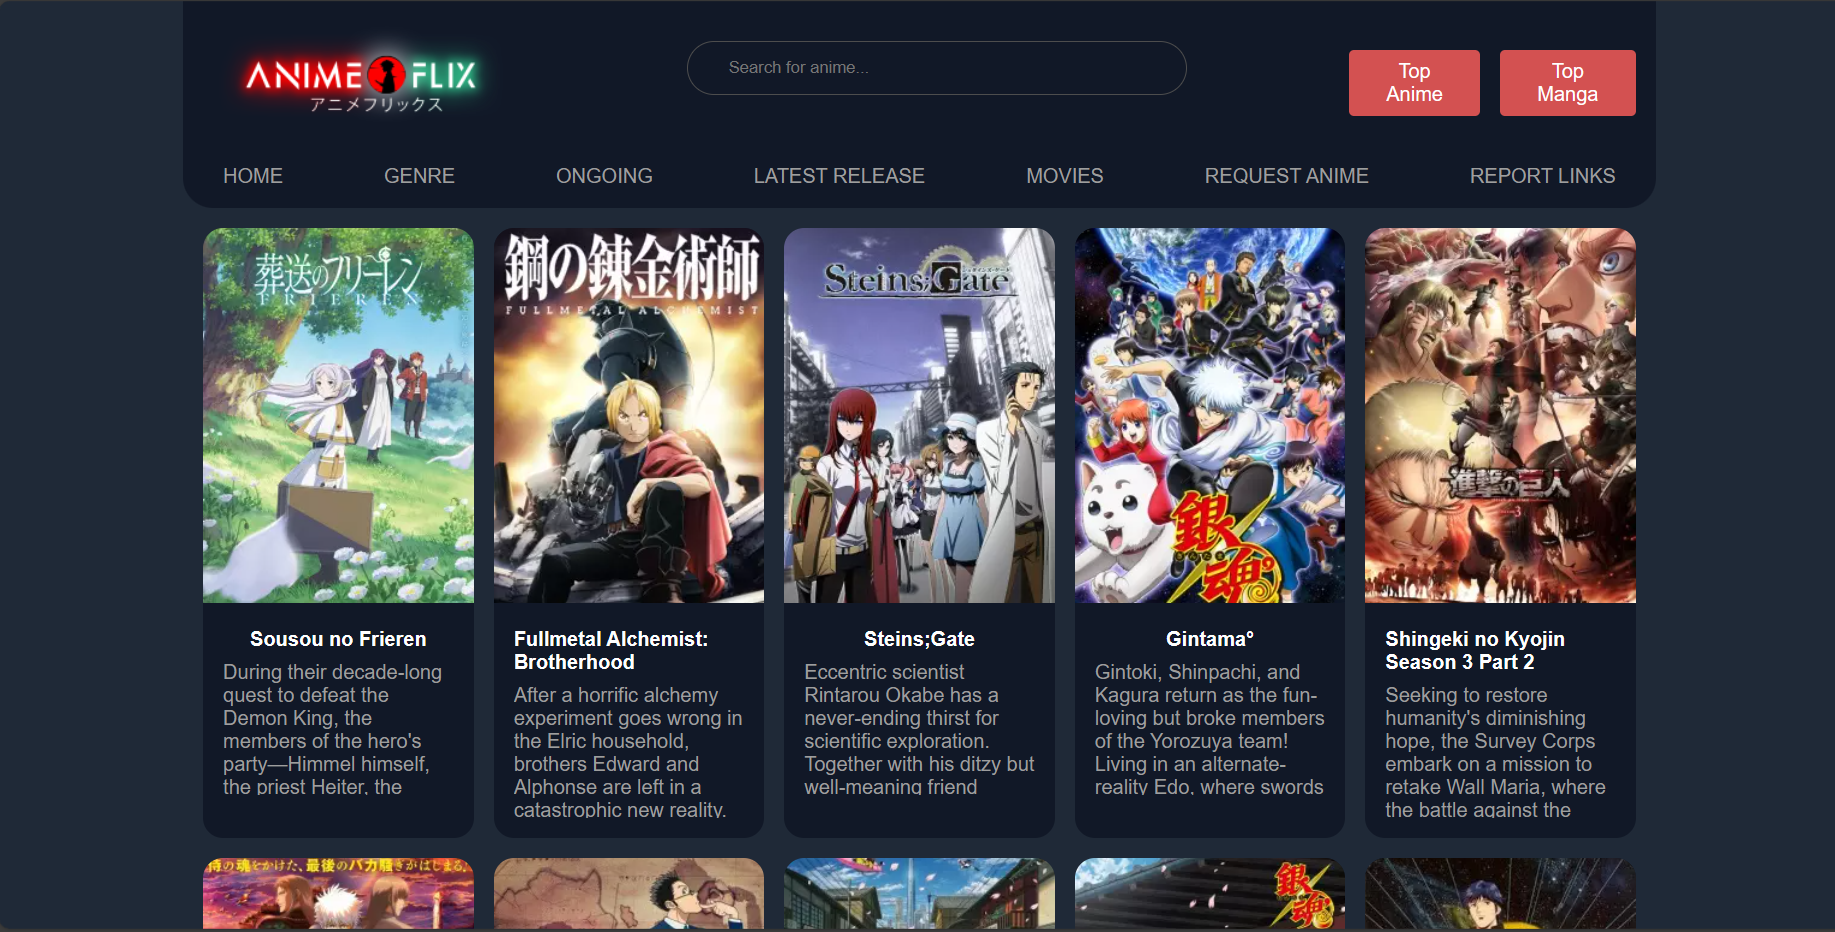 ANIME FLIX
アニメフリックス
Search for anime...
Top
Anime
Top
Manga
HOME
GENRE
ONGOING
LATEST RELEASE
MOVIES
REQUEST ANIME
REPORT LINKS
葬送のフリーレン
FRIEREN
鋼の錬金術師
FULLMETAL ALCHEMIST
Steins;Gate
銀魂°
進撃の巨人
Sousou no Frieren
During their decade-long
quest to defeat the
Demon King, the
members of the hero's
party—Himmel himself,
the priest Heiter, the
Fullmetal Alchemist:
Brotherhood
After a horrific alchemy
experiment goes wrong in
the Elric household,
brothers Edward and
Alphonse are left in a
catastrophic new reality.
Steins;Gate
Eccentric scientist
Rintarou Okabe has a
never-ending thirst for
scientific exploration.
Together with his ditzy but
well-meaning friend
Gintama°
Gintoki, Shinpachi, and
Kagura return as the fun-
loving but broke members
of the Yorozuya team!
Living in an alternate-
reality Edo, where swords
Shingeki no Kyojin
Season 3 Part 2
Seeking to restore
humanity's diminishing
hope, the Survey Corps
embark on a mission to
retake Wall Maria, where
the battle against the
侍の魂をかけた、最後のバカ騒ぎがはじまる!
銀魂